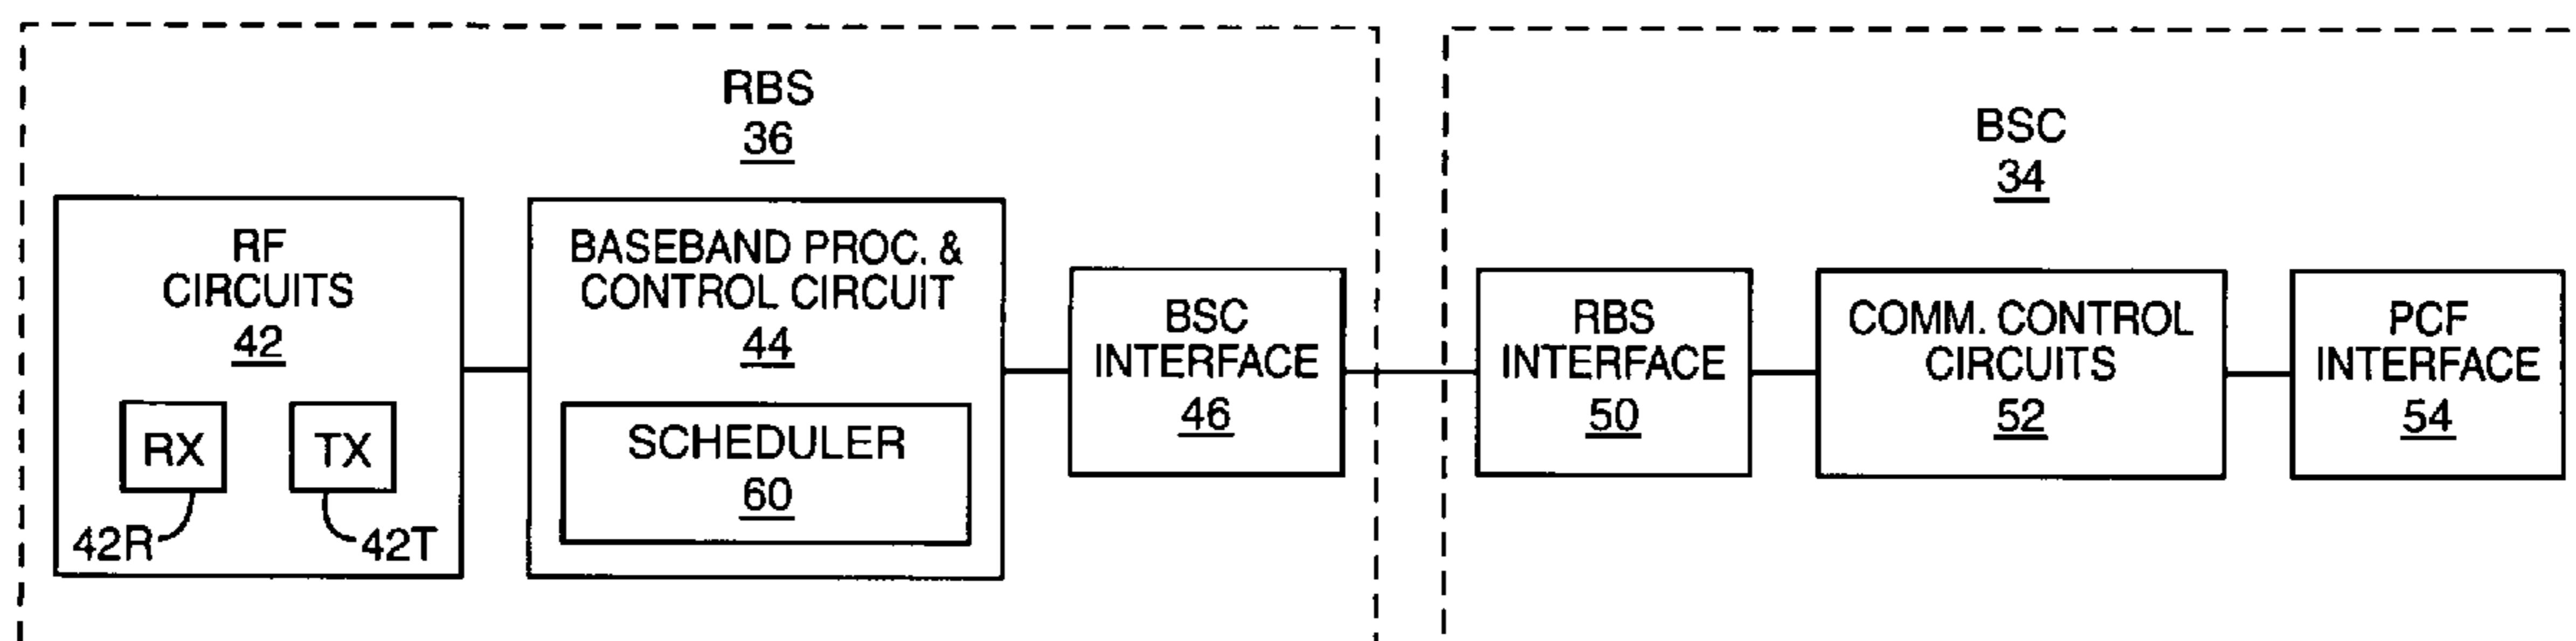 RBS
36
RF
CIRCUITS
42
RX
TX
42R
42T
BASEBAND PROC. &
CONTROL CIRCUIT
44
SCHEDULER
60
BSC
INTERFACE
46
BSC
34
RBS
INTERFACE
50
COMM. CONTROL
CIRCUITS
52
PCF
INTERFACE
54